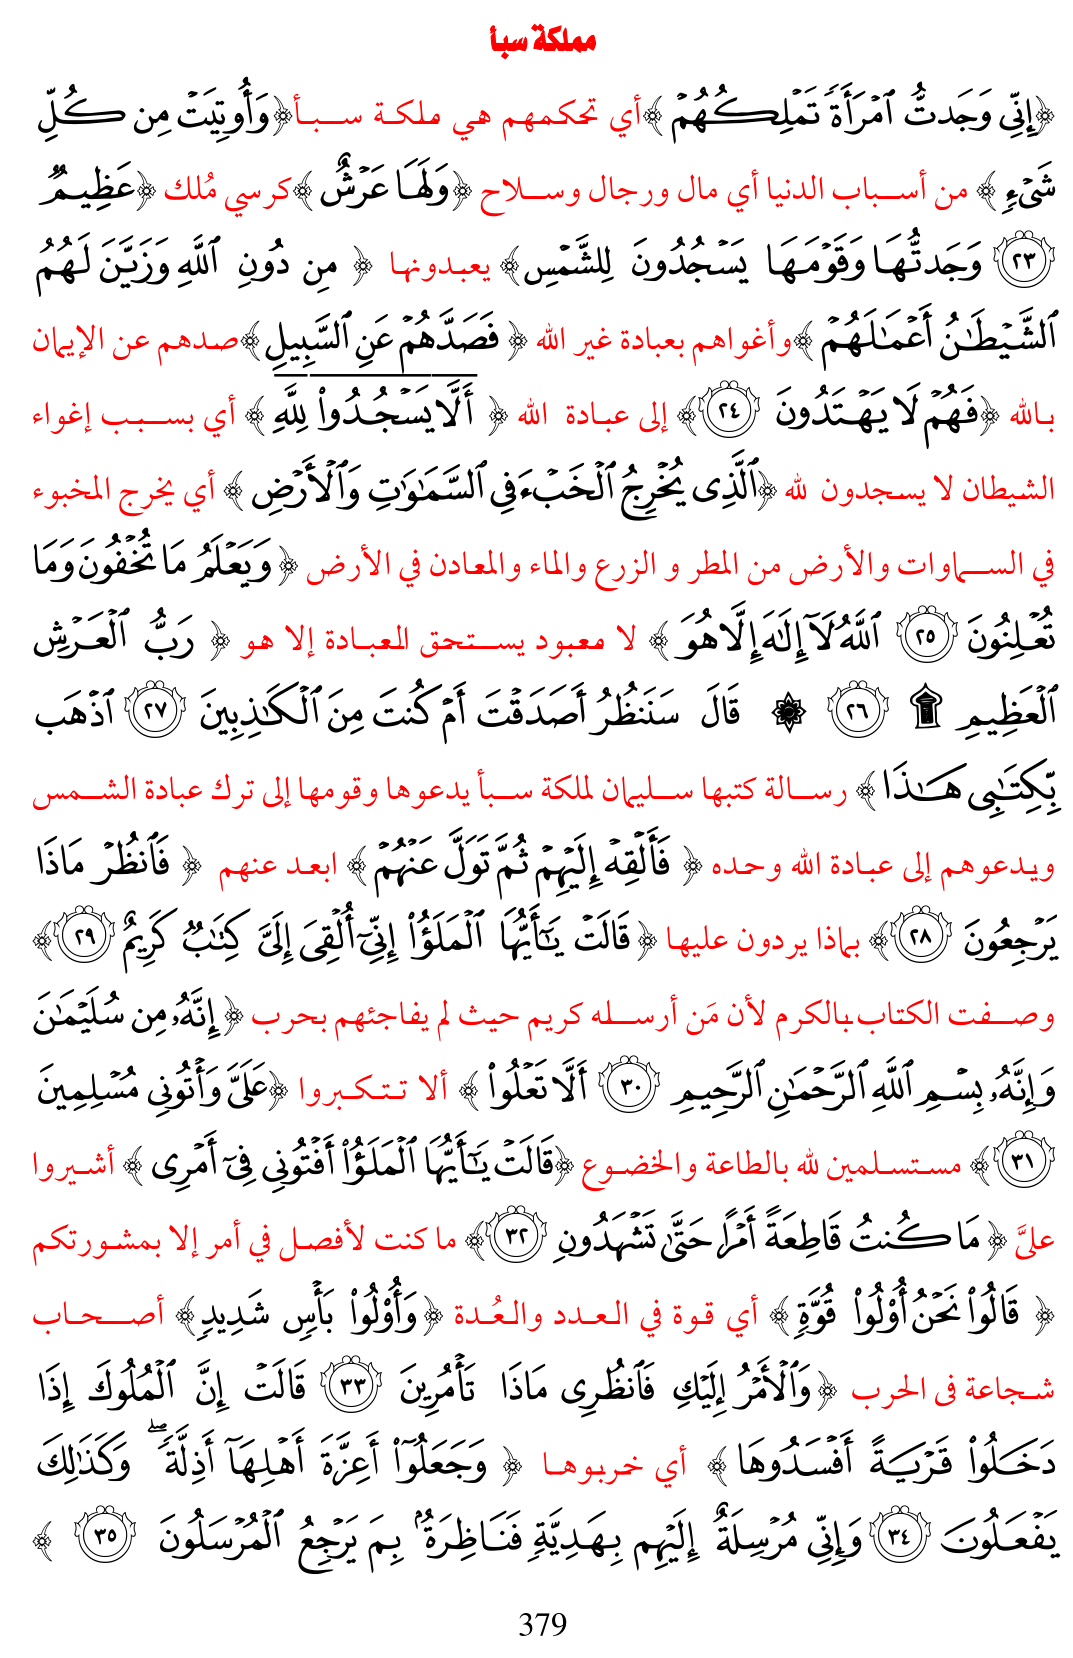 مملكة سبأ
﴿إِنِّي وَجَدتُّ ٱمۡرَأَةٗ تَمۡلِكُهُمۡ ﴾أي تحكمهم هي ملكة سبأ﴿وَأُوتِيَتۡ مِن كُلِّ
شَيۡءٖ ﴾ من أسباب الدنيا أي مال ورجال وسلاح ﴿وَلَهَا عَرۡشٌ ﴾كرسي مُلك ﴿عَظِيمٞ
٢٣ وَجَدتُّهَا وَقَوۡمَهَا يَسۡجُدُونَ لِلشَّمۡسِ﴾ يعبدونها ﴿ مِن دُونِ ٱللَّهِ وَزَيَّنَ لَهُمُ
ٱلشَّيۡطَٰنُ أَعۡمَٰلَهُمۡ ﴾وأغواهم بعبادة غير الله ﴿ فَصَدَّهُمۡ عَنِ ٱلسَّبِيلِ﴾صدهم عن الإيمان
بالله ﴿فَهُمۡ لَا يَهۡتَدُونَ ٢٤﴾ إلى عبادة الله ﴿ أَلَّا يَسۡجُدُواْۤ لِلَّهِ ﴾ أي بسبب إغواء
الشيطان لا يسجدون لله ﴿ٱلَّذِي يُخۡرِجُ ٱلۡخَبۡءَ فِي ٱلسَّمَٰوَٰتِ وَٱلۡأَرۡضِ ﴾ أي يخرج المخبوء
في السماوات والأرض من المطر و الزرع والماء والمعادن في الأرض ﴿ وَيَعۡلَمُ مَا تُخۡفُونَ وَمَا
تُعۡلِنُونَ ٢٥ ٱللَّهُ لَآ إِلَٰهَ إِلَّا هُوَ ﴾ لا معبود يستحق العبادة إلا هو ﴿ رَبُّ ٱلۡعَرۡشِ
ٱلۡعَظِيمِ ۩ ٢٦ ۞ قَالَ سَنَنظُرُ أَصَدَقۡتَ أَمۡ كُنتَ مِنَ ٱلۡكَٰذِبِينَ ٢٧ ٱذۡهَب
بِّكِتَٰبِي هَٰذَا ﴾ رسالة كتبها سليمان لملكة سبأ يدعوها وقومها إلى ترك عبادة الشمس
ويدعوهم إلى عبادة الله وحده ﴿ فَأَلۡقِهۡ إِلَيۡهِمۡ ثُمَّ تَوَلَّ عَنۡهُمۡ ﴾ ابعد عنهم ﴿ فَٱنظُرۡ مَاذَا
يَرۡجِعُونَ ٢٨﴾ بماذا يردون عليها ﴿قَالَتۡ يَٰٓأَيُّهَا ٱلۡمَلَؤُاْ إِنِّيٓ أُلۡقِيَ إِلَيَّ كِتَٰبٞ كَرِيمٌ ٢٩﴾
وصفت الكتاب بالكرم لأن مَن أرسله كريم حيث لم يفاجئهم بحرب ﴿إِنَّهُۥ مِن سُلَيۡمَٰنَ
وَإِنَّهُۥ بِسۡمِ ٱللَّهِ ٱلرَّحۡمَٰنِ ٱلرَّحِيمِ ٣٠ أَلَّا تَعۡلُواْ ﴾ ألا تتكبروا ﴿عَلَيَّ وَأۡتُونِي مُسۡلِمِينَ
٣١﴾ مستسلمين لله بالطاعة والخضوع ﴿قَالَتۡ يَٰٓأَيُّهَا ٱلۡمَلَؤُاْ أَفۡتُونِي فِيٓ أَمۡرِي ﴾ أشيروا
عليَّ ﴿ مَا كُنتُ قَاطِعَةً أَمۡرًا حَتَّىٰ تَشۡهَدُونِ ٣٢﴾ ما كنت لأفصل في أمر إلا بمشورتكم
﴿ قَالُواْ نَحۡنُ أُوْلُواْ قُوَّةٖ ﴾ أي قوة في العدد والعُدة ﴿وَأُوْلُواْ بَأۡسٖ شَدِيدٖ﴾ أصحاب
شجاعة فى الحرب ﴿وَٱلۡأَمۡرُ إِلَيۡكِ فَٱنظُرِي مَاذَا تَأۡمُرِينَ ٣٣ قَالَتۡ إِنَّ ٱلۡمُلُوكَ إِذَا
دَخَلُواْ قَرۡيَةً أَفۡسَدُوهَا ﴾ أي خربوها ﴿ وَجَعَلُوٓاْ أَعِزَّةَ أَهۡلِهَآ أَذِلَّةٗۖ وَكَذَٰلِكَ
يَفۡعَلُونَ ٣٤ وَإِنِّي مُرۡسِلَةٌ إِلَيۡهِم بِهَدِيَّةٖ فَنَاظِرَةُۢ بِمَ يَرۡجِعُ ٱلۡمُرۡسَلُونَ ٣٥ ﴾
379